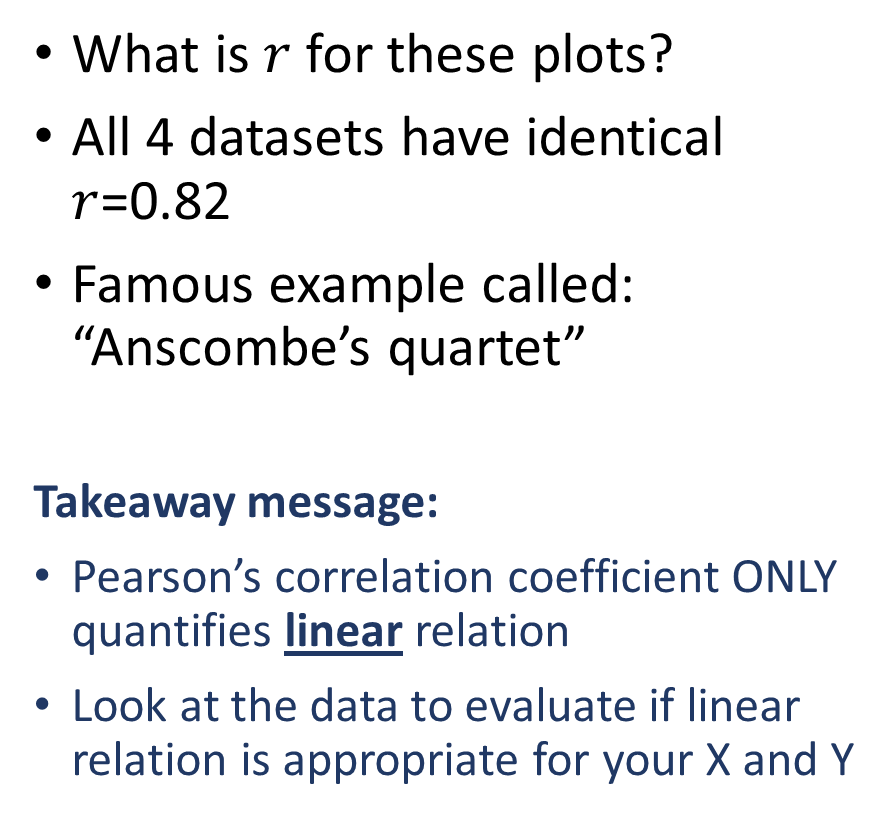 • What is 𝑟 for these plots?
• All 4 datasets have identical
𝑟=0.82
• Famous example called:
“Anscombe’s quartet”
Takeaway message:
• Pearson’s correlation coefficient ONLY
quantifies linear relation
• Look at the data to evaluate if linear
relation is appropriate for your X and Y